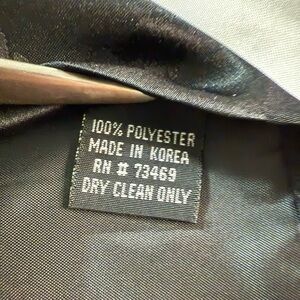 100% POLYESTER
MADE IN KOREA
RN # 73469
DRY CLEAN ONLY